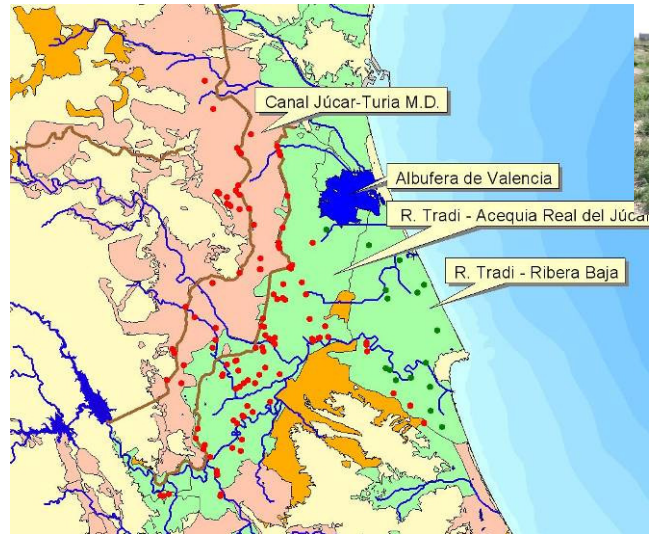 Canal Júcar-Turia M.D.
Albufera de Valencia
R. Tradi - Acequia Real del Júcar
R. Tradi - Ribera Baja